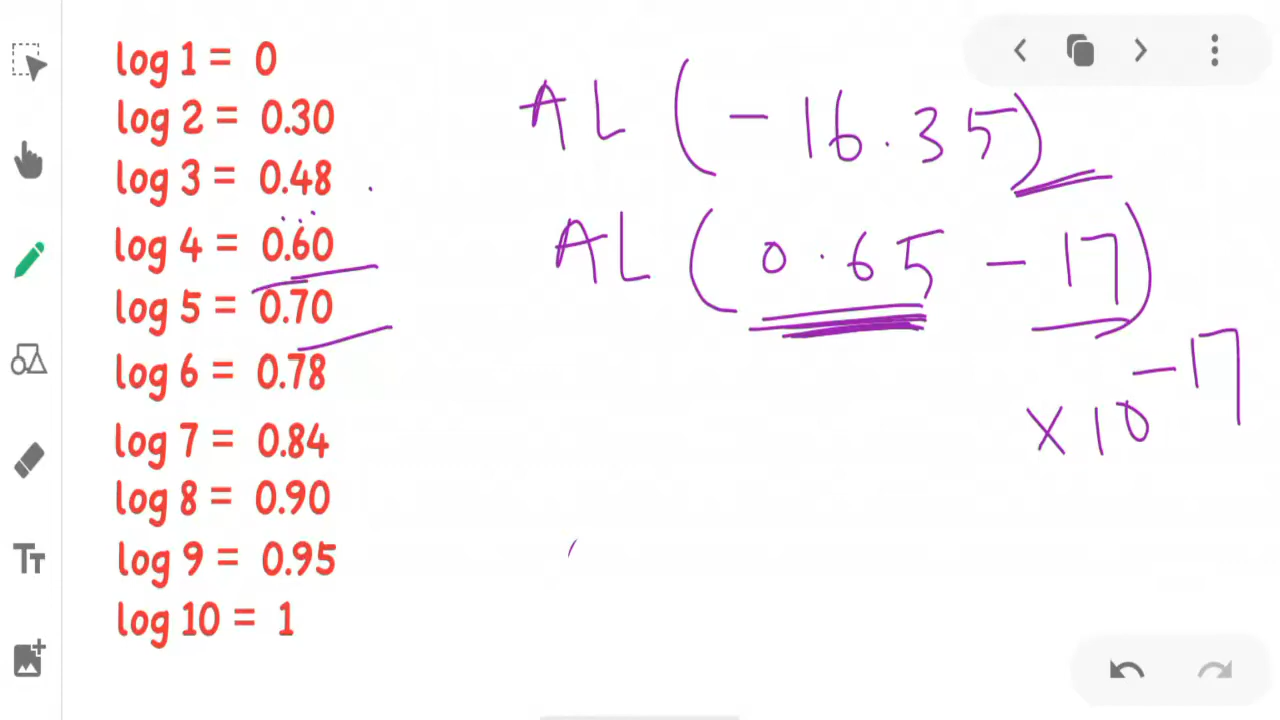 log 1 = 0
log 2 = 0.30
log 3 = 0.48
log 4 = 0.60
log 5 = 0.70
log 6 = 0.78
log 7 = 0.84
log 8 = 0.90
log 9 = 0.95
log 10 = 1
AL (-16.35)
AL (0.65 - 17)
×10⁻¹⁷
TT